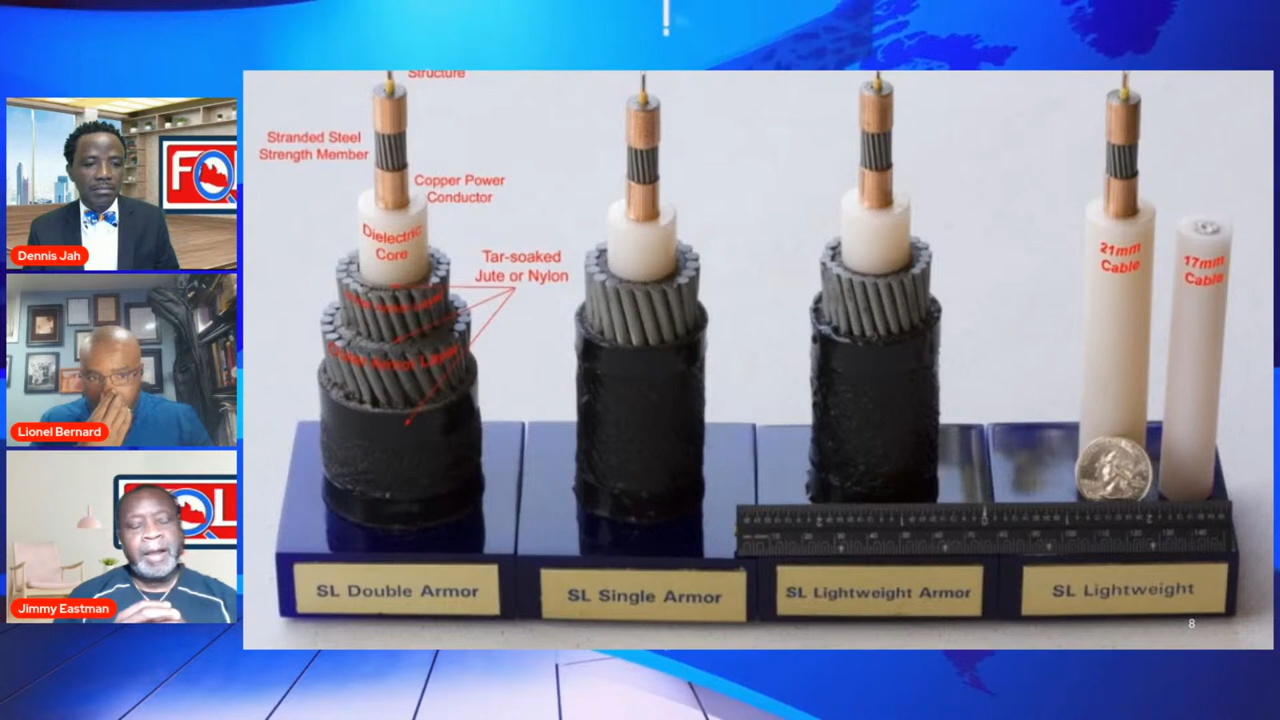 Structure
Stranded Steel
Strength Member
Copper Power
Conductor
Dielectric
Core
Tar-soaked
Jute or Nylon
21mm
Cable
17mm
Cable
SL Double Armor
SL Single Armor
SL Lightweight Armor
SL Lightweight
8
Dennis Jah
Lionel Bernard
Jimmy Eastman